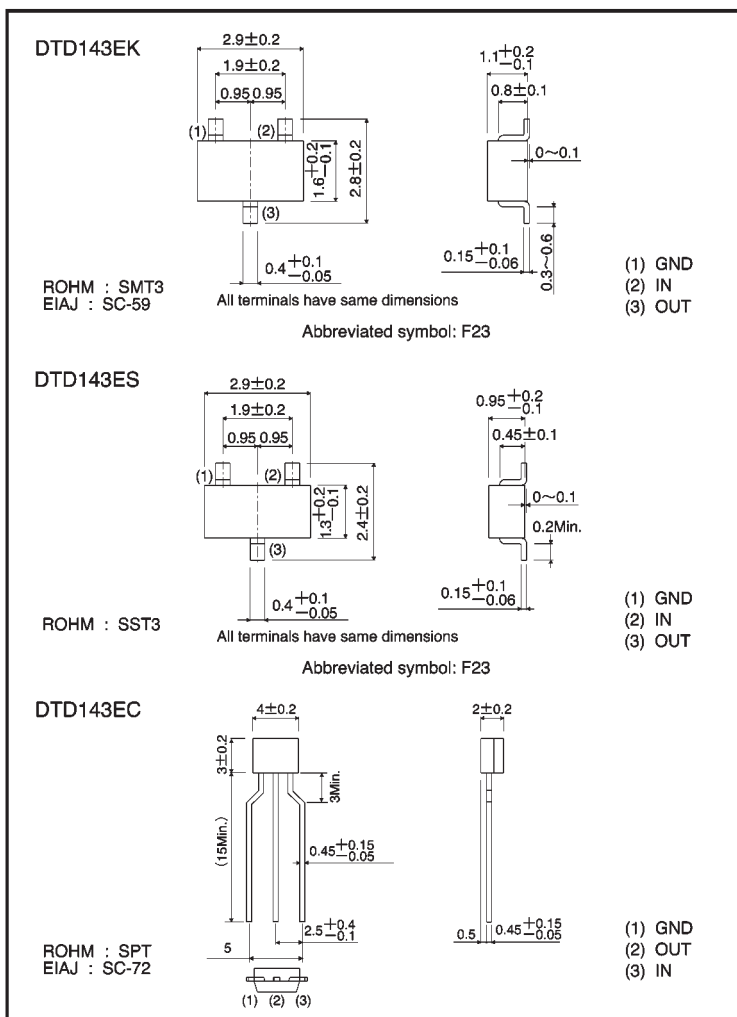 DTD143EK
2.9±0.2
1.9±0.2
0.95 0.95
(1)
(2)
(3)
1.6+0.2−0.1
2.8±0.2
0.4+0.1−0.05
1.1+0.2−0.1
0.8±0.1
0~0.1
0.15+0.1−0.06
0.3~0.6
ROHM : SMT3
EIAJ : SC-59
All terminals have same dimensions
Abbreviated symbol: F23
(1) GND
(2) IN
(3) OUT
DTD143ES
2.9±0.2
1.9±0.2
0.95 0.95
(1)
(2)
(3)
1.3+0.2−0.1
2.4±0.2
0.4+0.1−0.05
0.95+0.2−0.1
0.45±0.1
0~0.1
0.2Min.
0.15+0.1−0.06
ROHM : SST3
All terminals have same dimensions
Abbreviated symbol: F23
(1) GND
(2) IN
(3) OUT
DTD143EC
4±0.2
3±0.2
(15Min.)
3Min.
0.45+0.15−0.05
2.5+0.4−0.1
5
(1) (2) (3)
2±0.2
0.5
0.45+0.15−0.05
ROHM : SPT
EIAJ : SC-72
(1) GND
(2) OUT
(3) IN